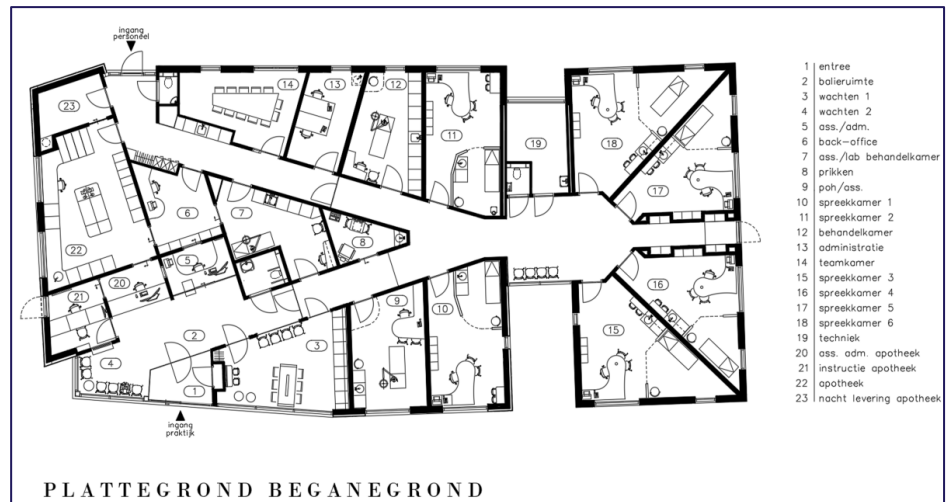 ingang
personeel
23
14
13
12
11
19
18
17
22
6
7
8
5
21
20
2
3
9
10
16
15
4
1
ingang
praktijk
1 entree
2 balieruimte
3 wachten 1
4 wachten 2
5 ass./adm.
6 back-office
7 ass./lab behandelkamer
8 prikken
9 poh/ass.
10 spreekkamer 1
11 spreekkamer 2
12 behandelkamer
13 administratie
14 teamkamer
15 spreekkamer 3
16 spreekkamer 4
17 spreekkamer 5
18 spreekkamer 6
19 techniek
20 ass. adm. apotheek
21 instructie apotheek
22 apotheek
23 nacht levering apotheek
PLATTEGROND BEGANEGROND